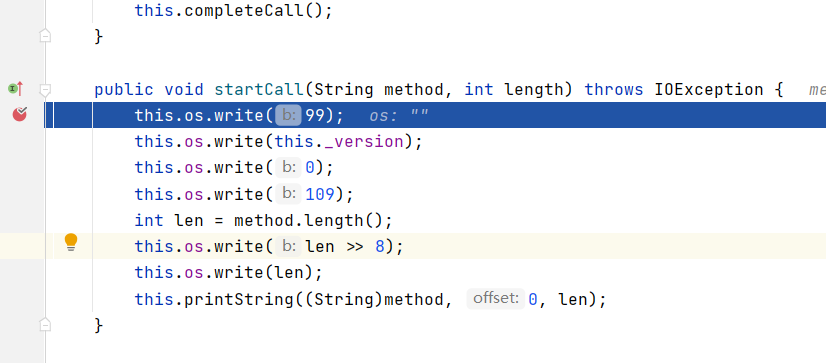 this.completeCall();
}
public void startCall(String method, int length) throws IOException { me
this.os.write( b: 99); os: ""
this.os.write(this._version);
this.os.write( b: 0);
this.os.write( b: 109);
int len = method.length();
this.os.write( b: len >> 8);
this.os.write(len);
this.printString((String)method, offset: 0, len);
}